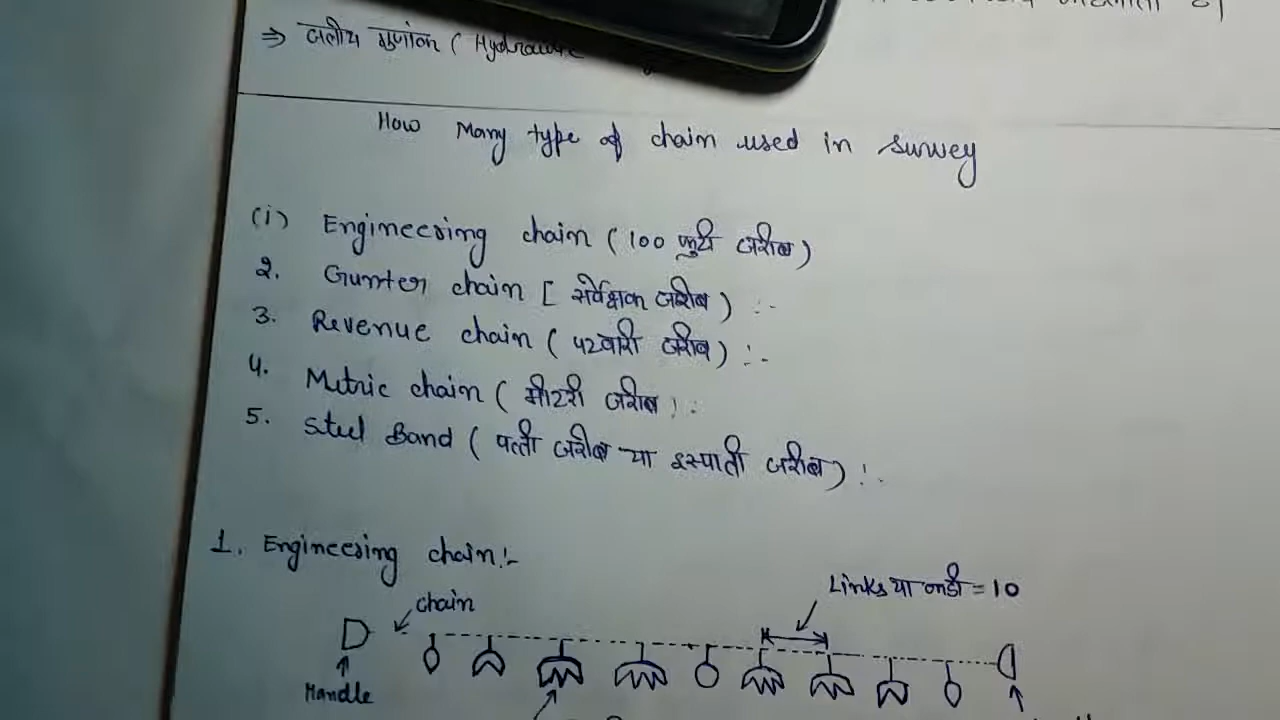 ⇒ जलीय गुणांक ( Hydraulic
How Many type of chain used in survey
(i) Engineering chain ( 100 फुटी जरीब )
2. Gunter chain [ सर्वेक्षक जरीब ) :-
3. Revenue chain ( पटवारी जरीब ) :-
4. Metric chain ( मीटरी जरीब ) :
5. Steel Band ( पत्ती जरीब या इस्पाती जरीब ) :-
1. Engineering chain :-
Links या कडी = 10
chain
Handle